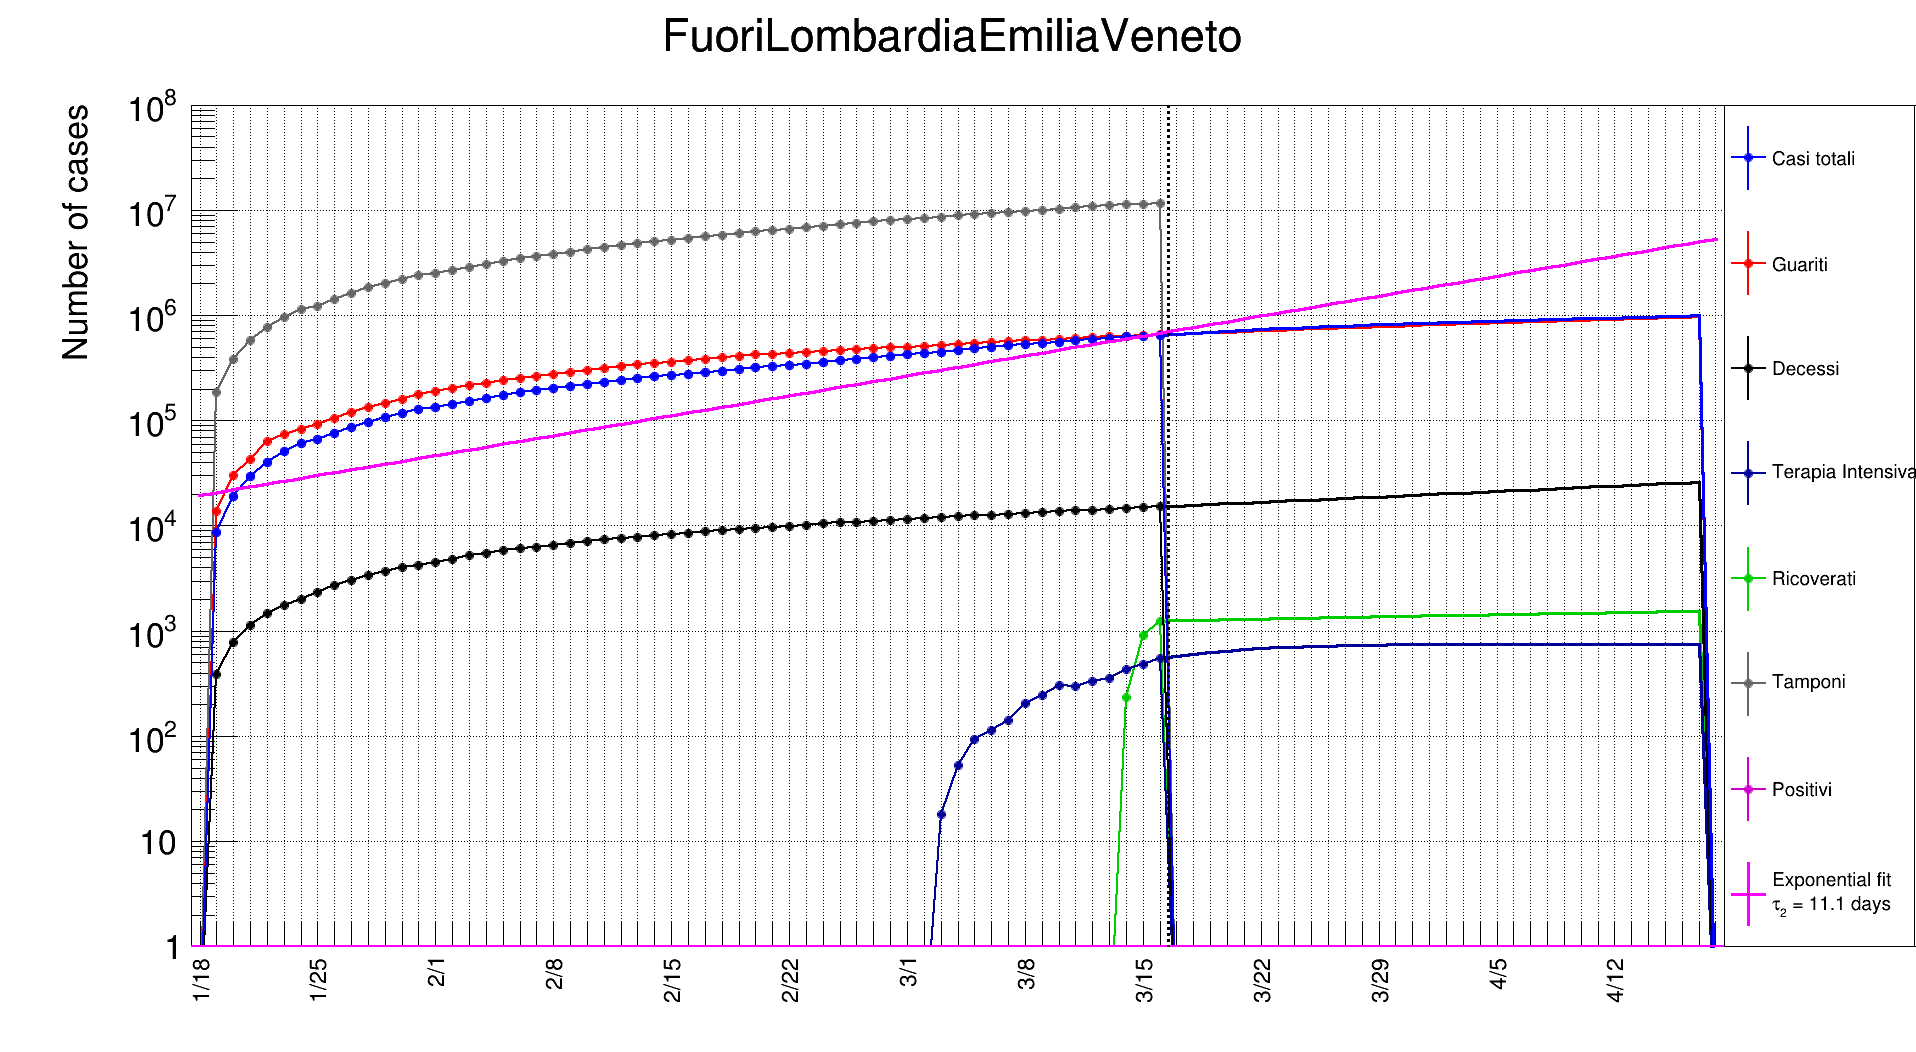 FuoriLombardiaEmiliaVeneto
Number of cases
10^8
10^7
10^6
10^5
10^4
10^3
10^2
10
1
1/18
1/25
2/1
2/8
2/15
2/22
3/1
3/8
3/15
3/22
3/29
4/5
4/12
Casi totali
Guariti
Decessi
Terapia Intensiva
Ricoverati
Tamponi
Positivi
Exponential fit
τ₂ = 11.1 days